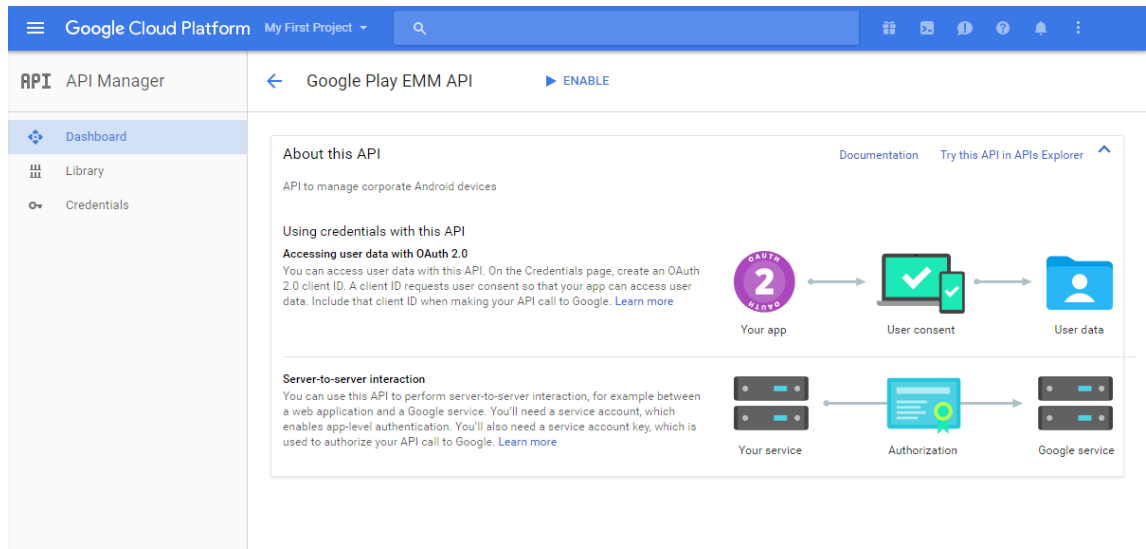 Google Cloud Platform My First Project
API API Manager
Google Play EMM API ENABLE
Dashboard
Library
Credentials
About this API
Documentation Try this API in APIs Explorer
API to manage corporate Android devices
Using credentials with this API
Accessing user data with OAuth 2.0
You can access user data with this API. On the Credentials page, create an OAuth
2.0 client ID. A client ID requests user consent so that your app can access user
data. Include that client ID when making your API call to Google. Learn more
OAUTH
2
OAUTH
Your app
User consent
User data
Server-to-server interaction
You can use this API to perform server-to-server interaction, for example between
a web application and a Google service. You'll need a service account, which
enables app-level authentication. You'll also need a service account key, which is
used to authorize your API call to Google. Learn more
Your service
Authorization
Google service